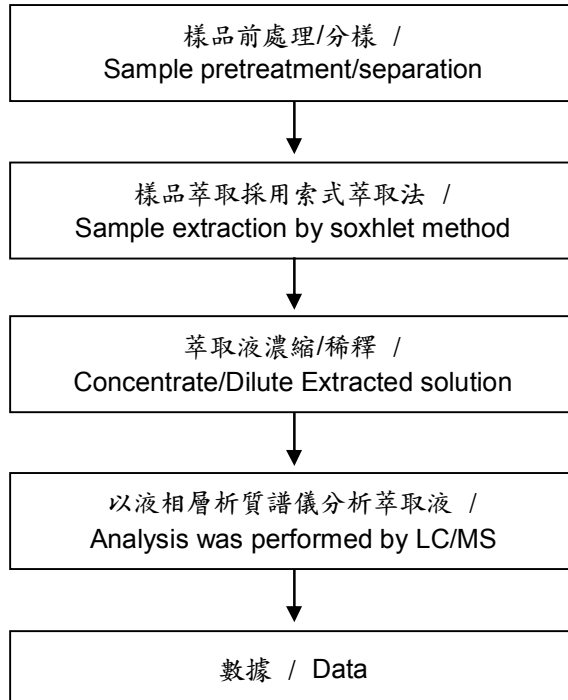 樣品前處理/分樣 /
Sample pretreatment/separation
樣品萃取採用索式萃取法 /
Sample extraction by soxhlet method
萃取液濃縮/稀釋 /
Concentrate/Dilute Extracted solution
以液相層析質譜儀分析萃取液 /
Analysis was performed by LC/MS
數據 / Data